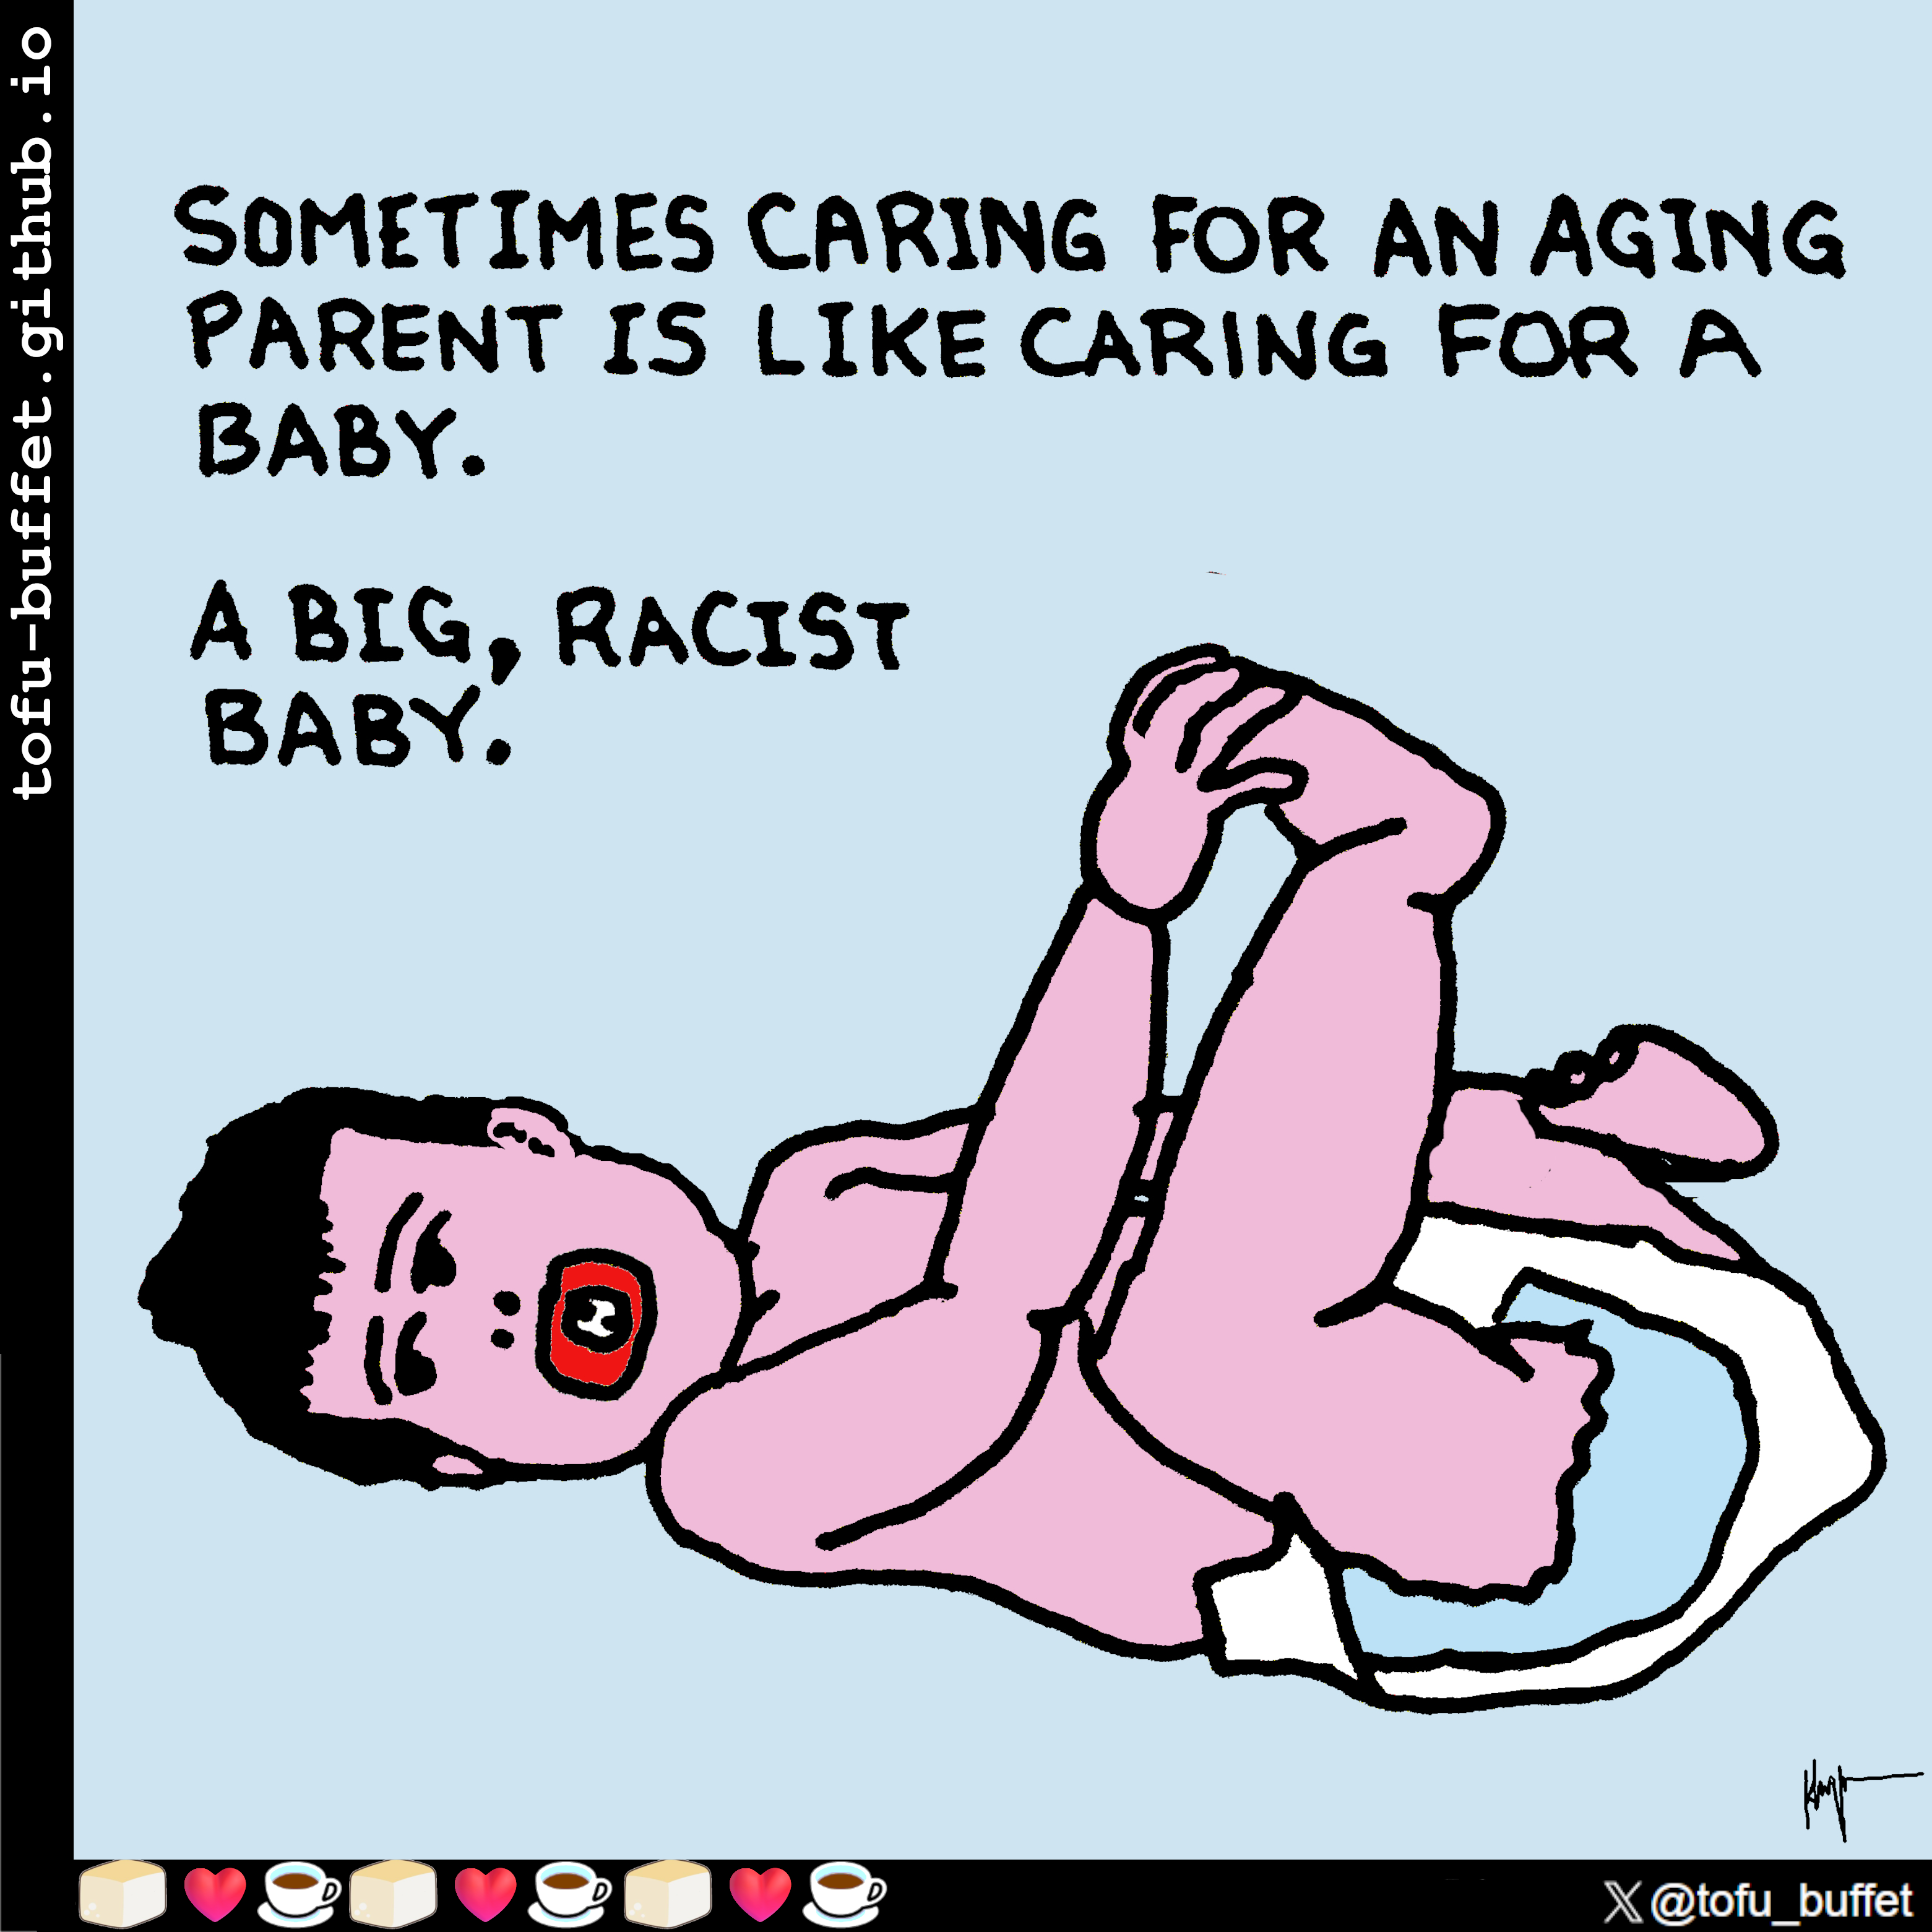 tofu-buffet.github.io
SOMETIMES CARING FOR AN AGING
PARENT IS LIKE CARING FOR A
BABY.
A BIG, RACIST
BABY.
X @tofu_buffet